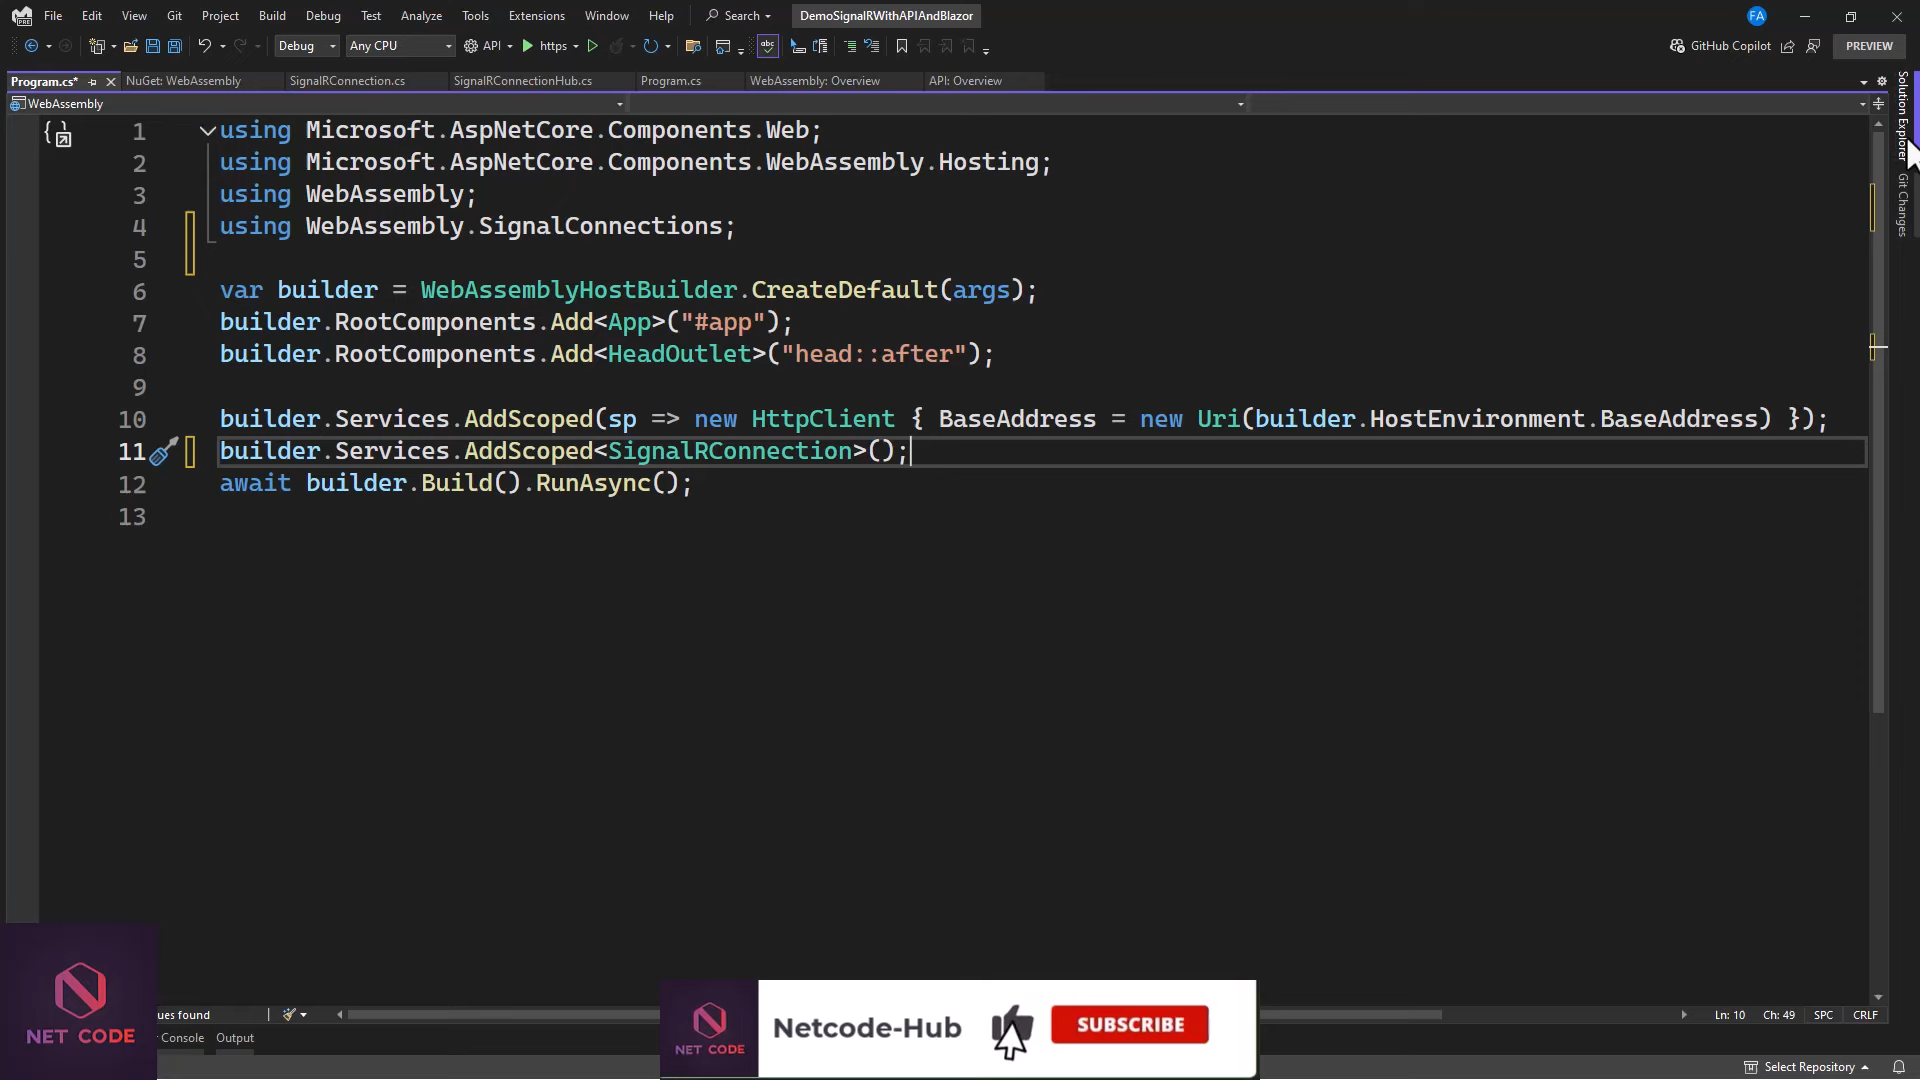 File Edit View Git Project Build Debug Test Analyze Tools Extensions Window Help Search DemoSignalRWithAPIAndBlazor FA
PRE
Debug Any CPU API https abc GitHub Copilot PREVIEW
Program.cs* NuGet: WebAssembly SignalRConnection.cs SignalRConnectionHub.cs Program.cs WebAssembly: Overview API: Overview
WebAssembly
Solution Explorer
Git Changes
1 using Microsoft.AspNetCore.Components.Web;
2 using Microsoft.AspNetCore.Components.WebAssembly.Hosting;
3 using WebAssembly;
4 using WebAssembly.SignalConnections;
5
6 var builder = WebAssemblyHostBuilder.CreateDefault(args);
7 builder.RootComponents.Add<App>("#app");
8 builder.RootComponents.Add<HeadOutlet>("head::after");
9
10 builder.Services.AddScoped(sp => new HttpClient { BaseAddress = new Uri(builder.HostEnvironment.BaseAddress) });
11 builder.Services.AddScoped<SignalRConnection>();
12 await builder.Build().RunAsync();
13
ues found Ln: 10 Ch: 49 SPC CRLF
Console Output
NET CODE
NET CODE
Netcode-Hub SUBSCRIBE
Select Repository